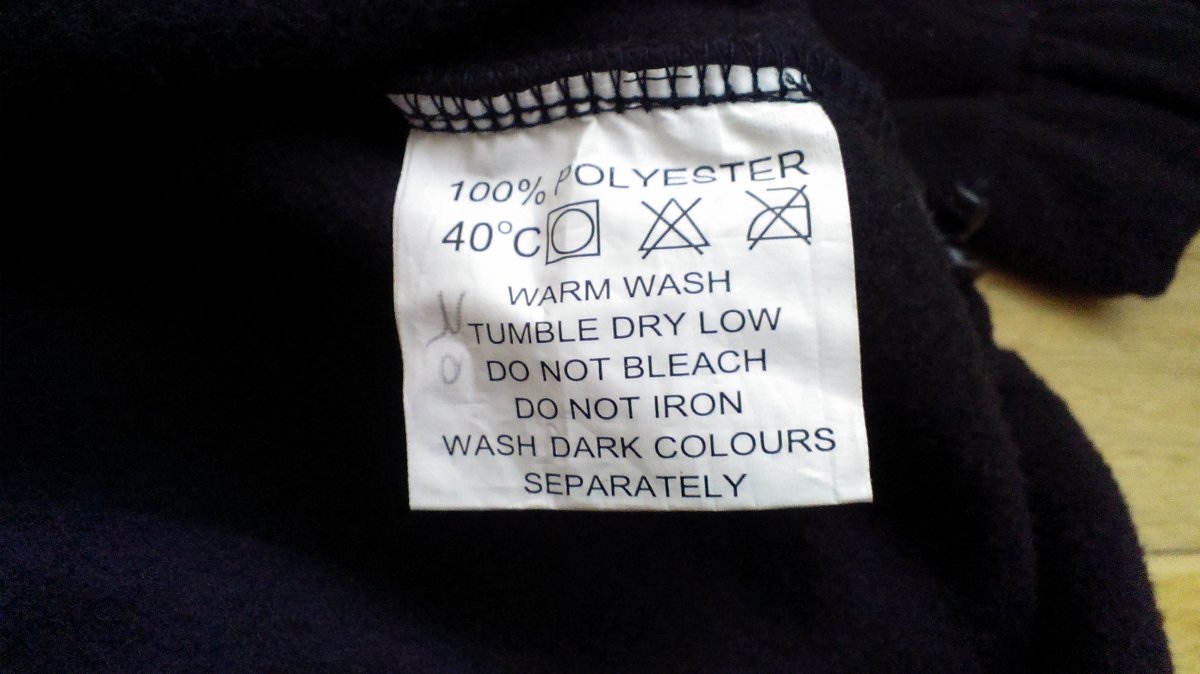 100% POLYESTER
40°C
WARM WASH
TUMBLE DRY LOW
DO NOT BLEACH
DO NOT IRON
WASH DARK COLOURS
SEPARATELY